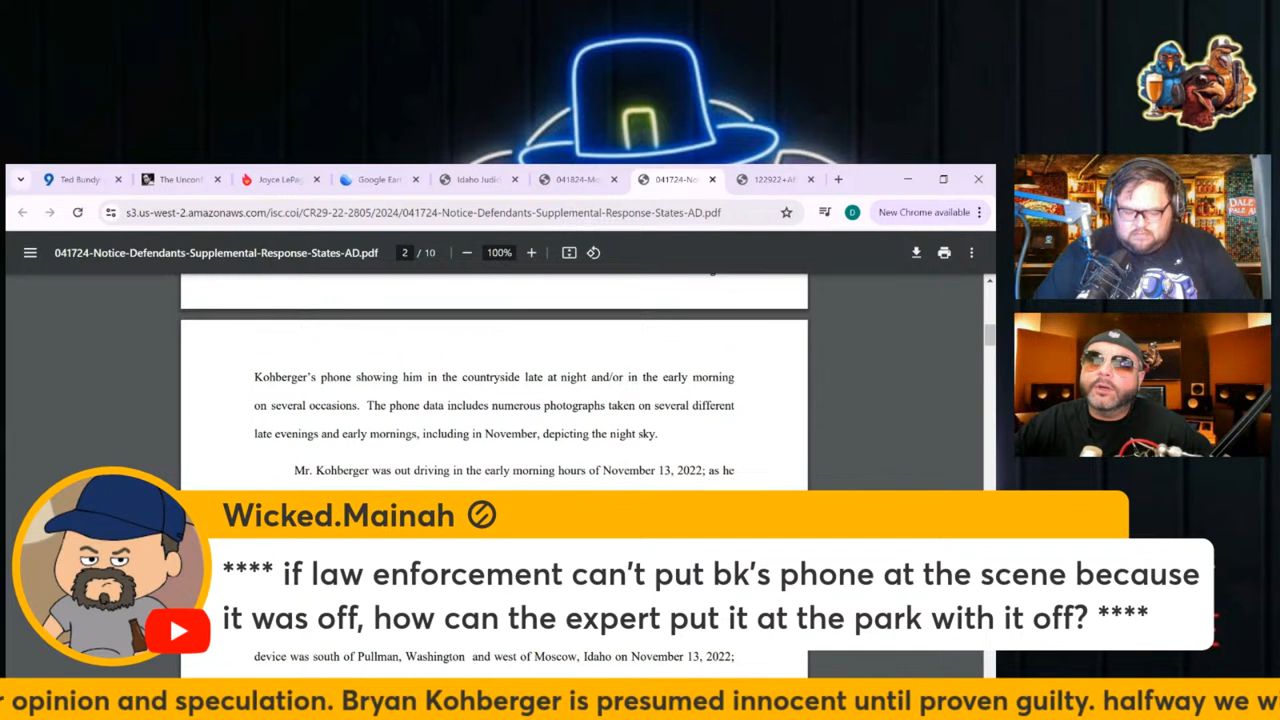 Ted Bundy
The Unconf
Joyce LePa
Google Ear
Idaho Judi
041824-Mo
041724-No
122922+Af
s3.us-west-2.amazonaws.com/isc.coi/CR29-22-2805/2024/041724-Notice-Defendants-Supplemental-Response-States-AD.pdf
D
New Chrome available
041724-Notice-Defendants-Supplemental-Response-States-AD.pdf
2 / 10
100%
DALE
PALE A
Kohberger's phone showing him in the countryside late at night and/or in the early morning
on several occasions. The phone data includes numerous photographs taken on several different
late evenings and early mornings, including in November, depicting the night sky.
Mr. Kohberger was out driving in the early morning hours of November 13, 2022; as he
Wicked.Mainah
**** if law enforcement can't put bk's phone at the scene because
it was off, how can the expert put it at the park with it off? ****
device was south of Pullman, Washington and west of Moscow, Idaho on November 13, 2022;
r opinion and speculation. Bryan Kohberger is presumed innocent until proven guilty. halfway we w